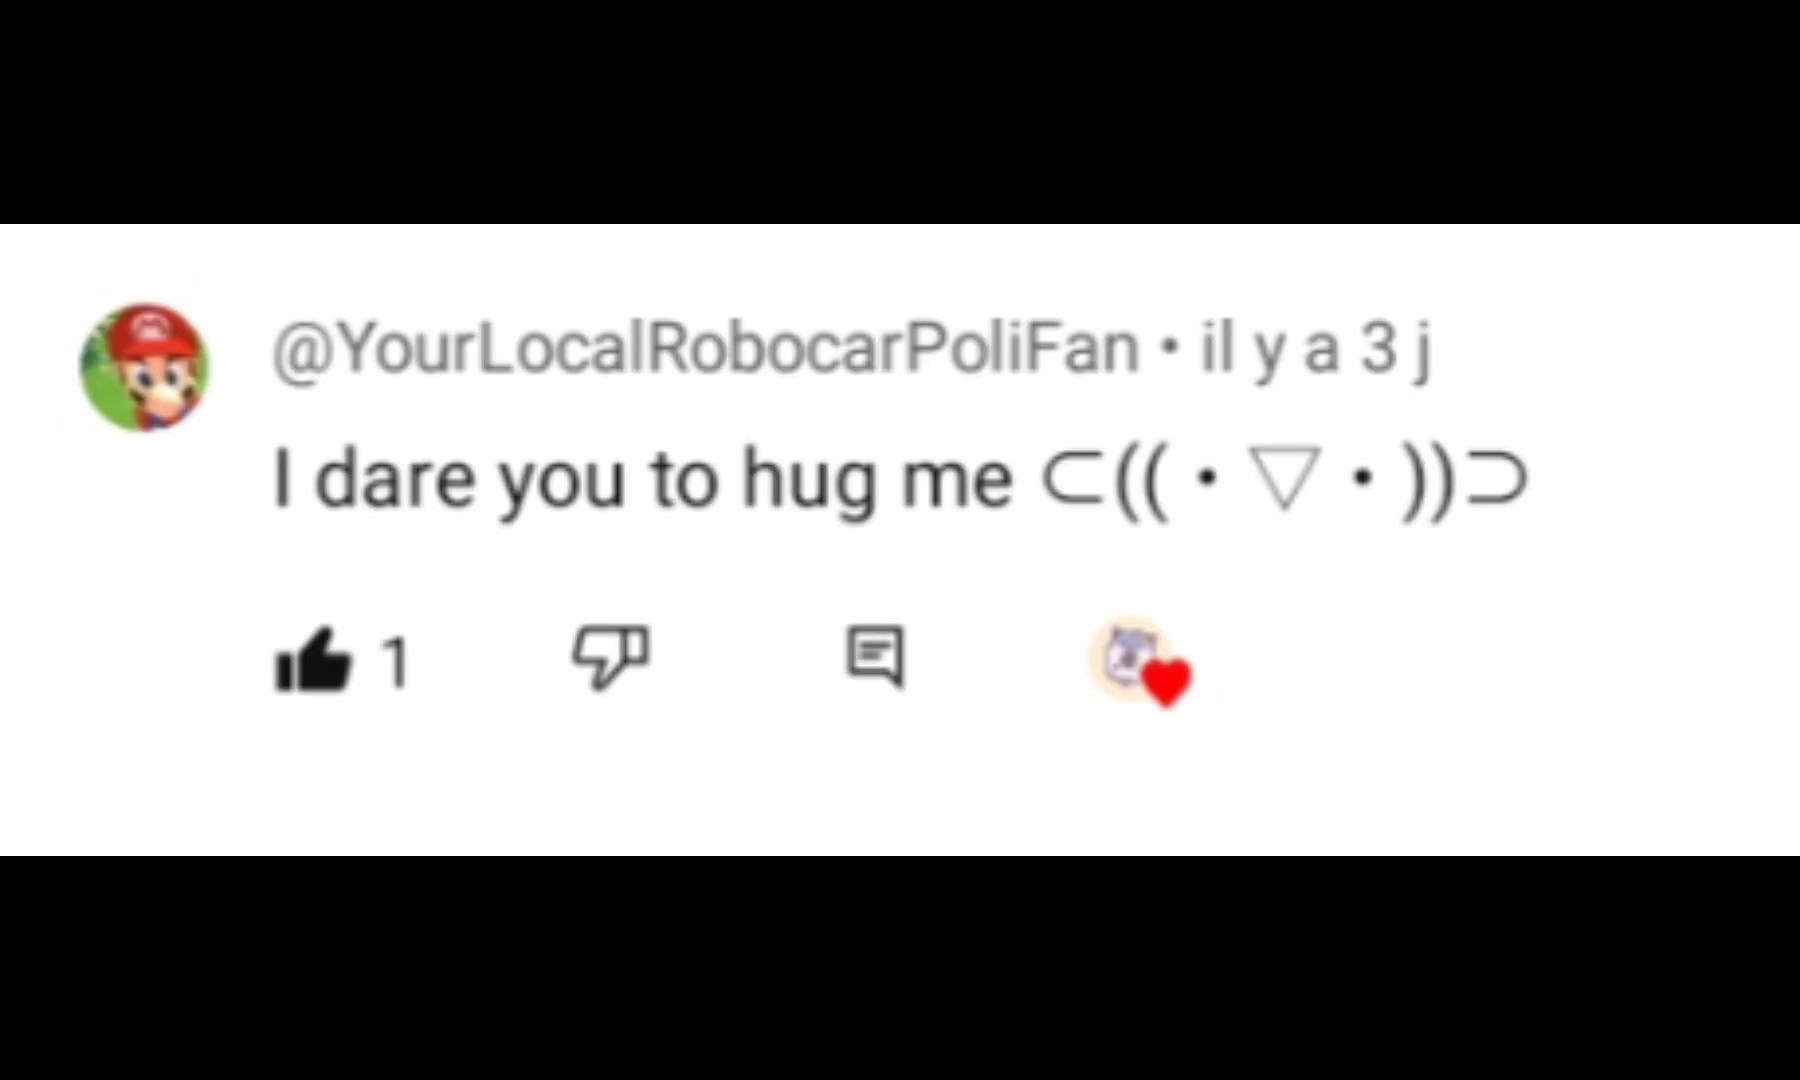 @YourLocalRobocarPoliFan • il y a 3 j
I dare you to hug me ⊂((・▽・))⊃
1